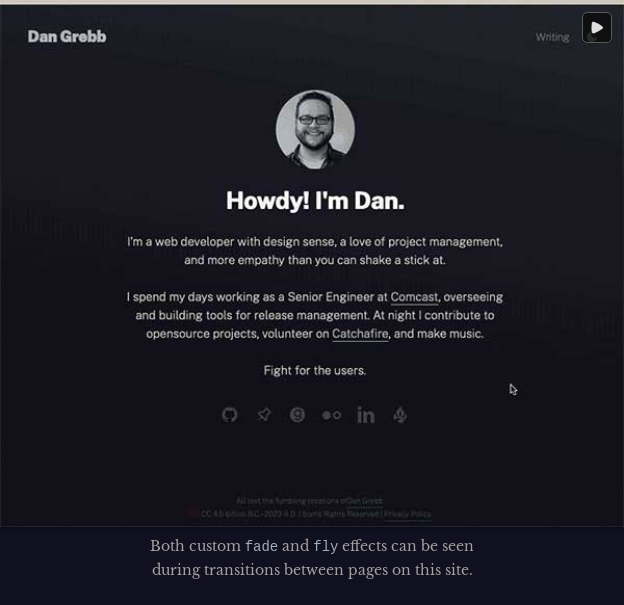 Dan Grebb
Writing
Howdy! I'm Dan.
I'm a web developer with design sense, a love of project management,
and more empathy than you can shake a stick at.
I spend my days working as a Senior Engineer at Comcast, overseeing
and building tools for release management. At night I contribute to
opensource projects, volunteer on Catchafire, and make music.
Fight for the users.
All text the fumbling creations of Dan Grebb
CC 4.5 billion B.C.–2023 A.D. | Some Rights Reserved | Privacy Policy
Both custom fade and fly effects can be seen
during transitions between pages on this site.